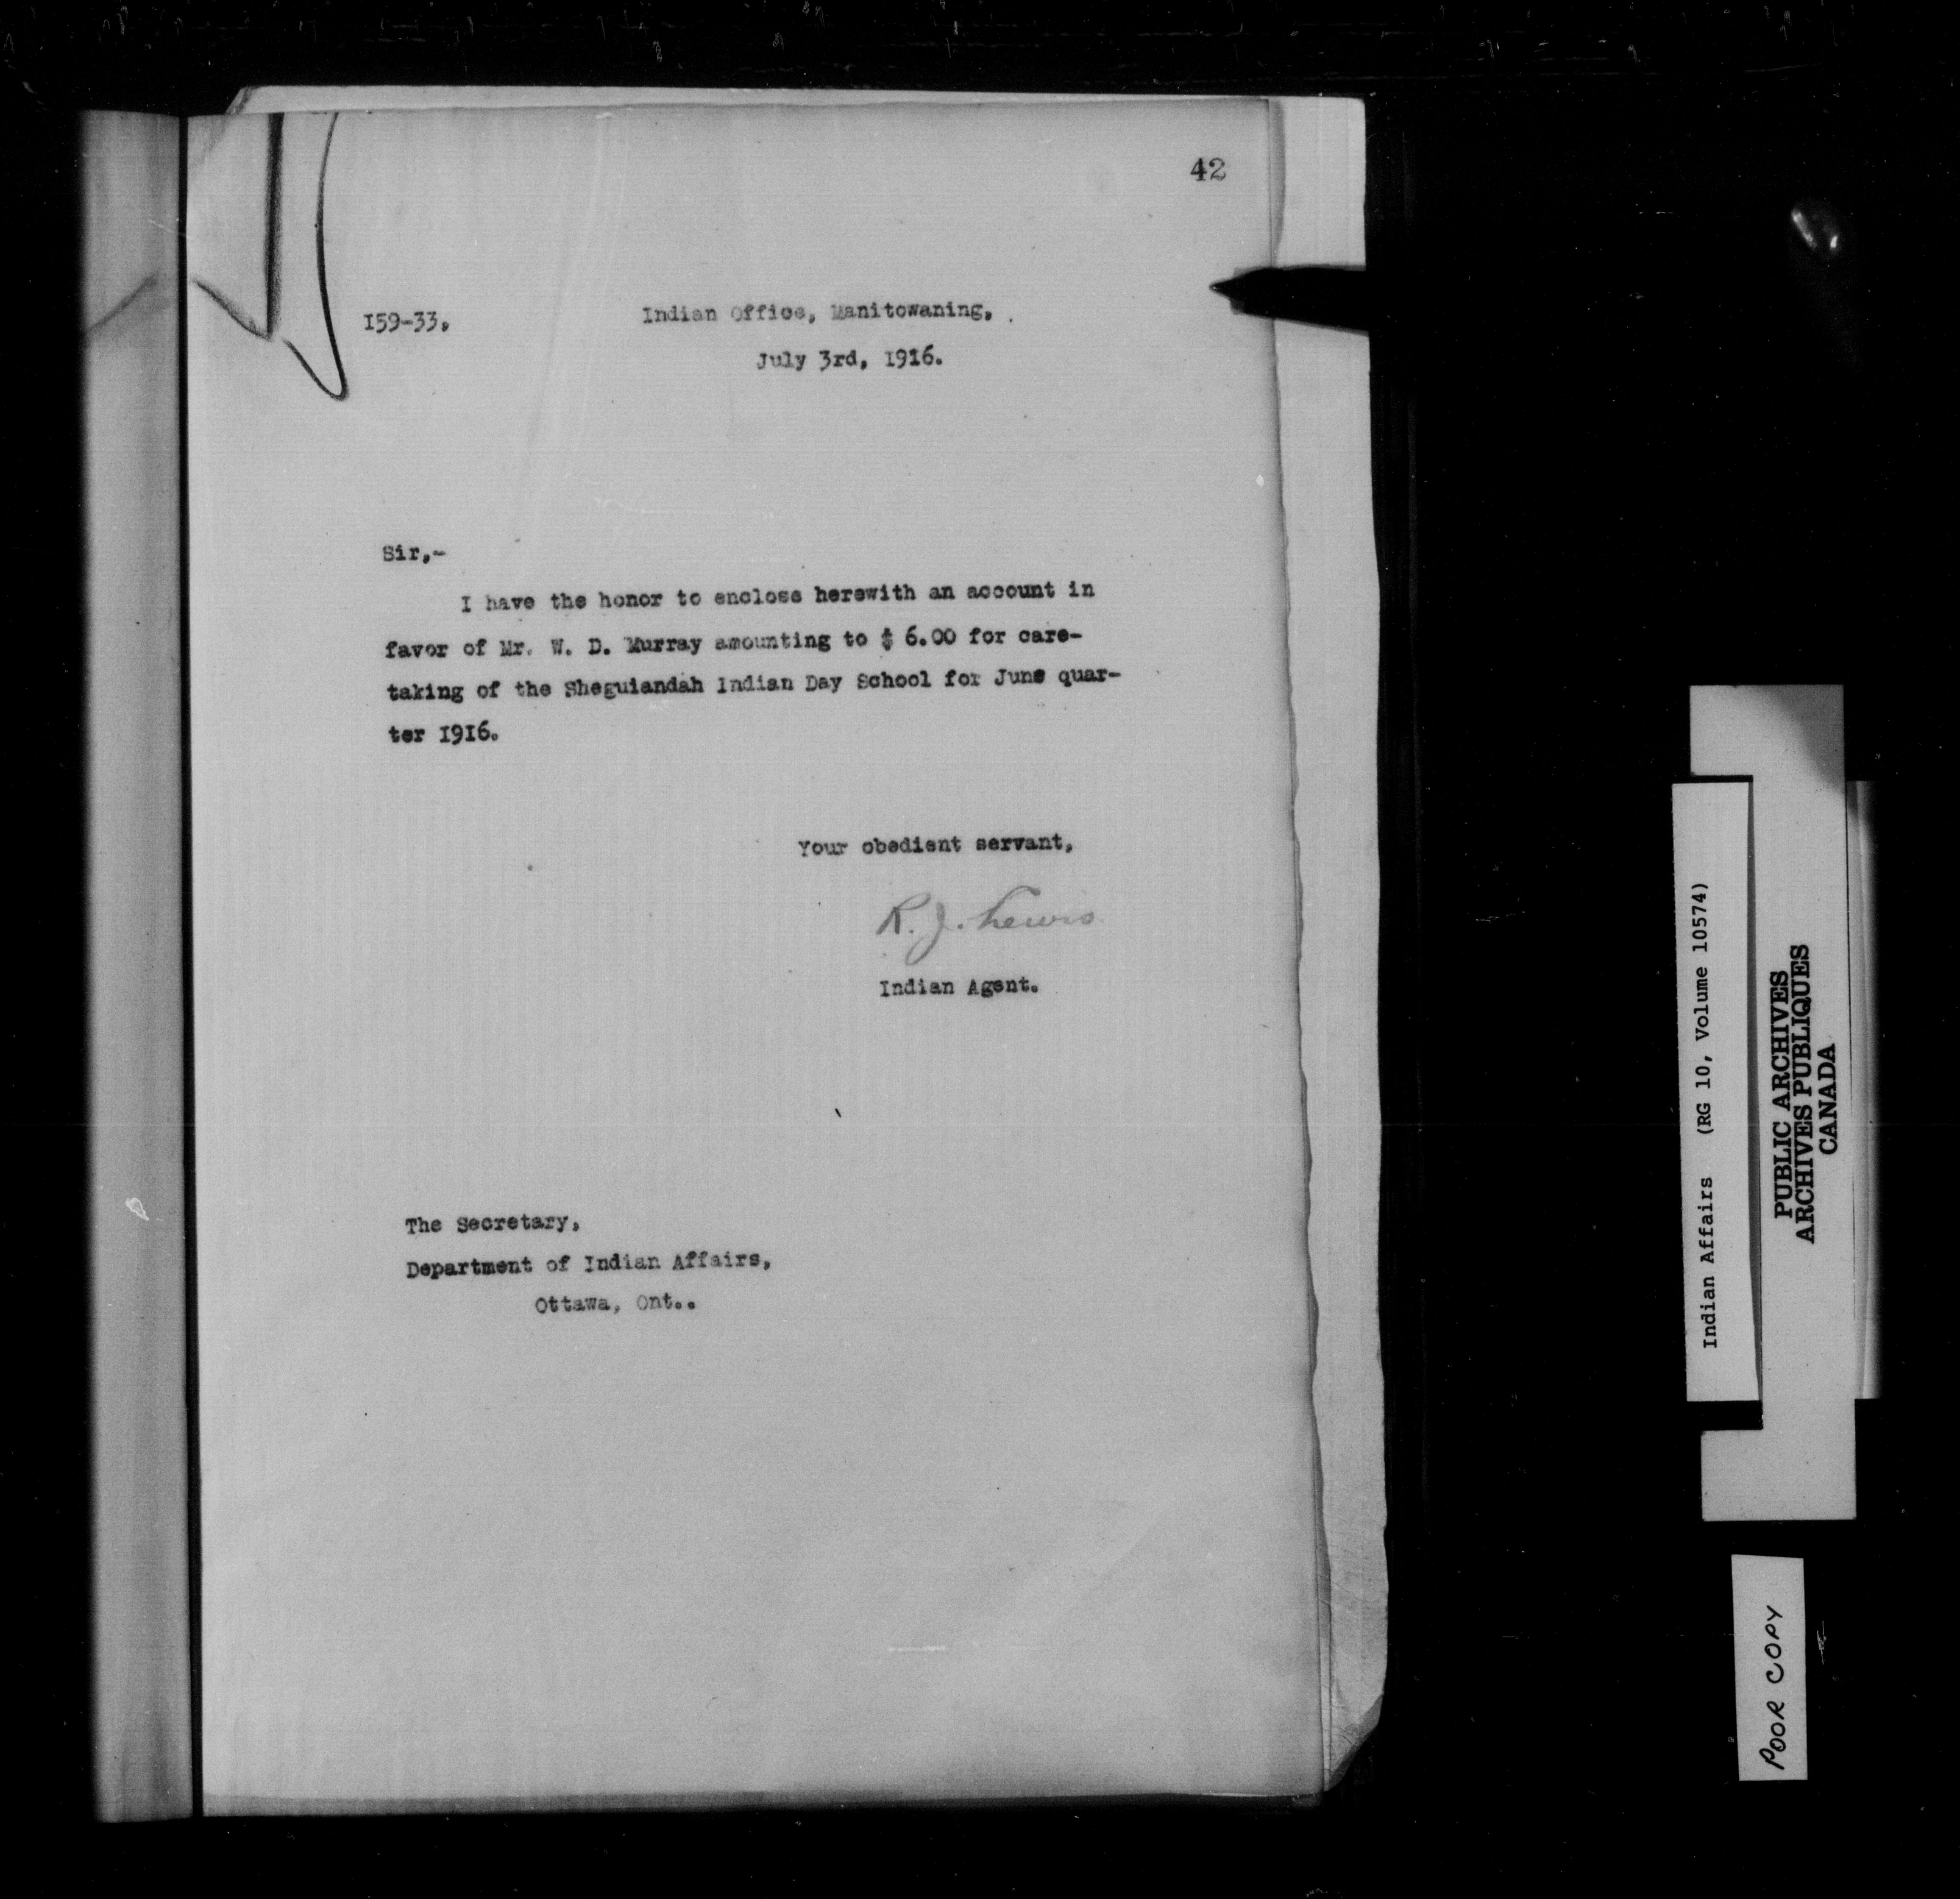 42
I59-33,
Indian Office, Manitowaning,
July 3rd, I9I6.
Sir,-
I have the honor to enclose herewith an account in
favor of Mr. W. D. Murray amounting to $ 6.00 for care-
taking of the Sheguiandah Indian Day School for June quar-
ter I9I6.
Your obedient servant,
R. J. Lewis
Indian Agent.
The Secretary,
Department of Indian Affairs,
Ottawa, Ont..
Indian Affairs (RG 10, Volume 10574)
PUBLIC ARCHIVES
ARCHIVES PUBLIQUES
CANADA
POOR COPY